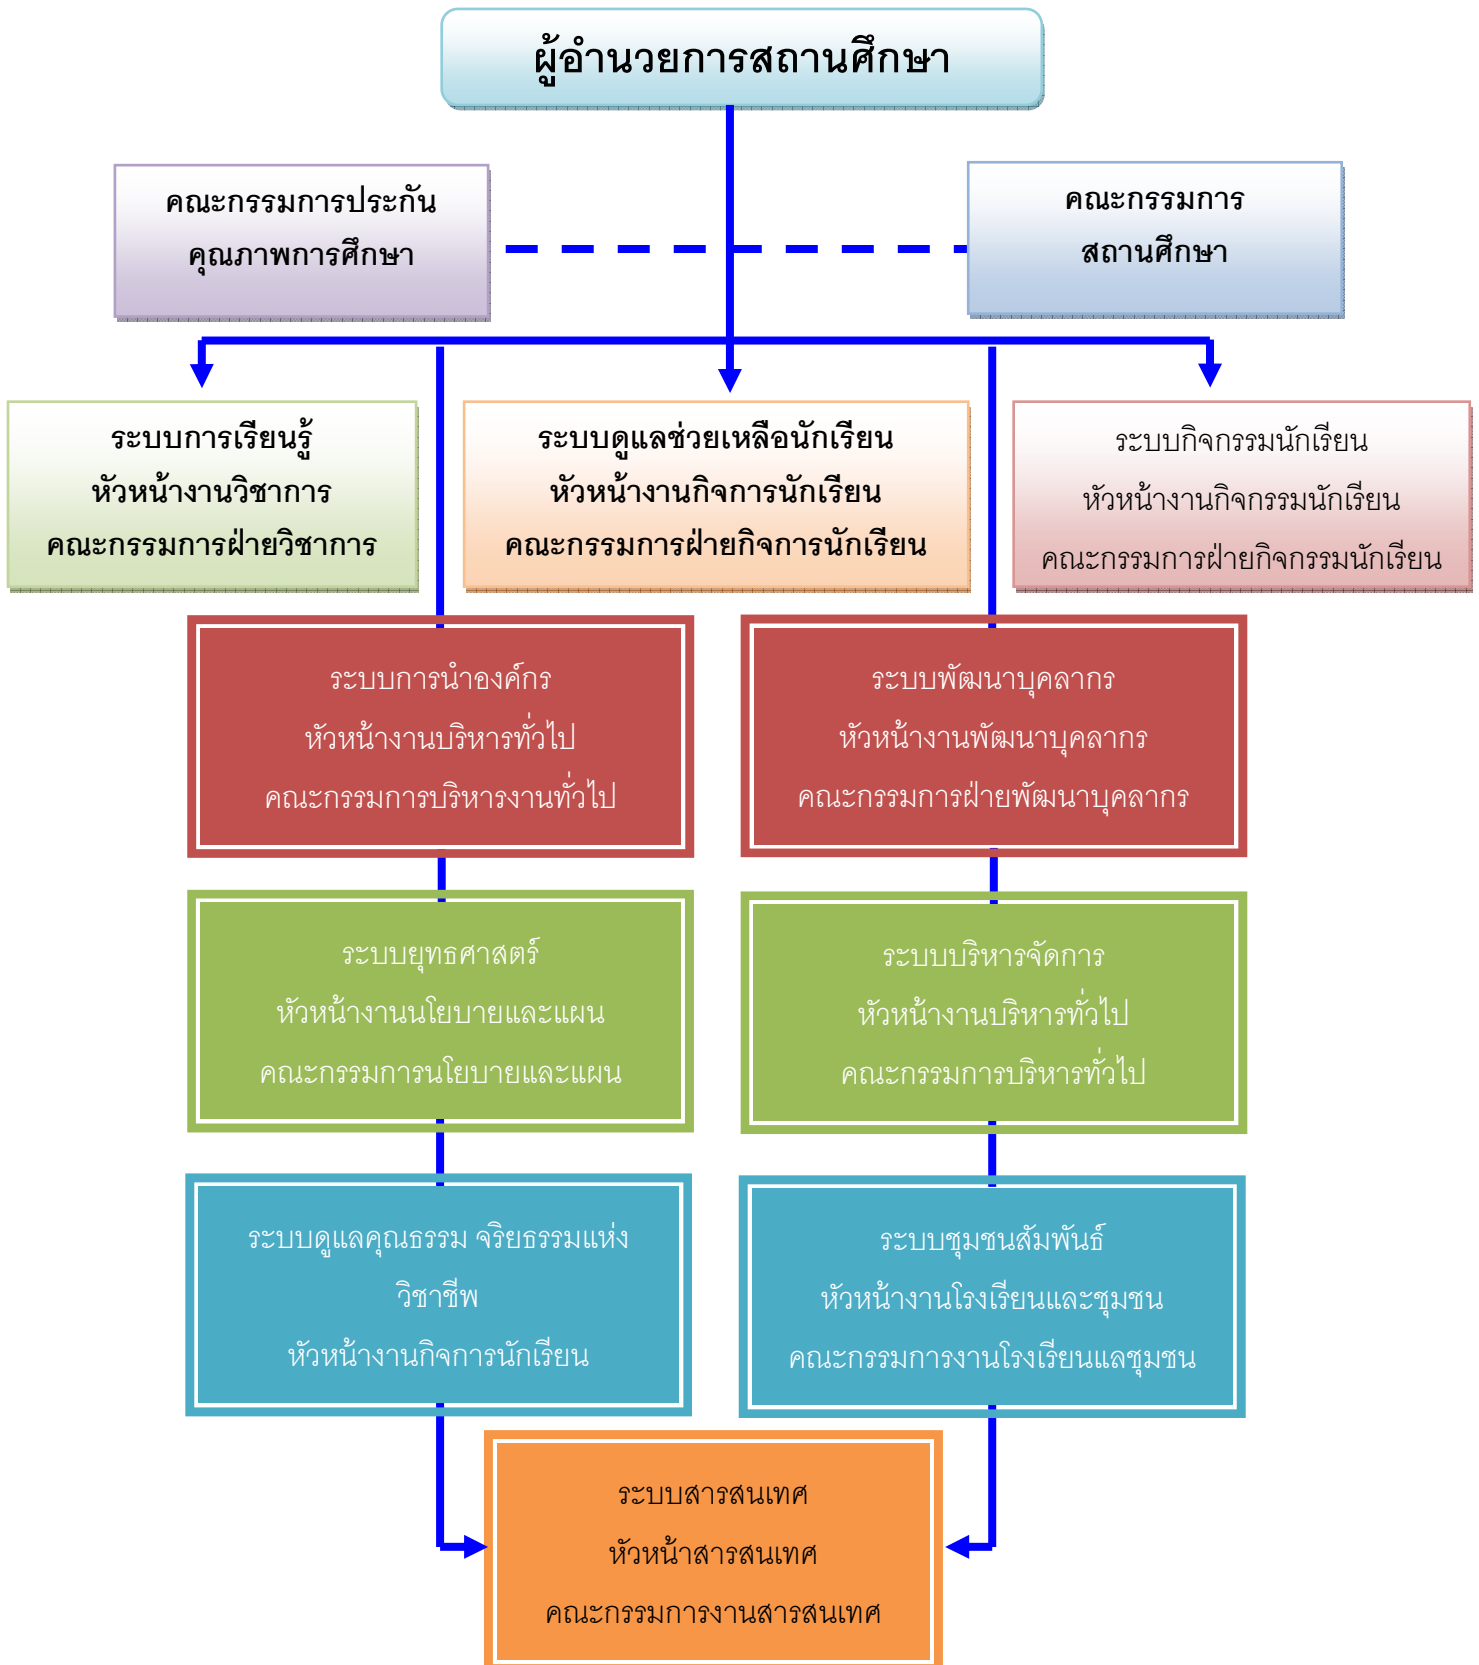 ผู้อำนวยการสถานศึกษา
คณะกรรมการประกัน
คุณภาพการศึกษา
คณะกรรมการ
สถานศึกษา
ระบบการเรียนรู้
หัวหน้างานวิชาการ
คณะกรรมการฝ่ายวิชาการ
ระบบดูแลช่วยเหลือนักเรียน
หัวหน้างานกิจการนักเรียน
คณะกรรมการฝ่ายกิจการนักเรียน
ระบบกิจกรรมนักเรียน
หัวหน้างานกิจกรรมนักเรียน
คณะกรรมการฝ่ายกิจกรรมนักเรียน
ระบบการนำองค์กร
หัวหน้างานบริหารทั่วไป
คณะกรรมการบริหารงานทั่วไป
ระบบพัฒนาบุคลากร
หัวหน้างานพัฒนาบุคลากร
คณะกรรมการฝ่ายพัฒนาบุคลากร
ระบบยุทธศาสตร์
หัวหน้างานนโยบายและแผน
คณะกรรมการนโยบายและแผน
ระบบบริหารจัดการ
หัวหน้างานบริหารทั่วไป
คณะกรรมการบริหารทั่วไป
ระบบดูแลคุณธรรม จริยธรรมแห่ง
วิชาชีพ
หัวหน้างานกิจการนักเรียน
ระบบชุมชนสัมพันธ์
หัวหน้างานโรงเรียนและชุมชน
คณะกรรมการงานโรงเรียนแลชุมชน
ระบบสารสนเทศ
หัวหน้าสารสนเทศ
คณะกรรมการงานสารสนเทศ